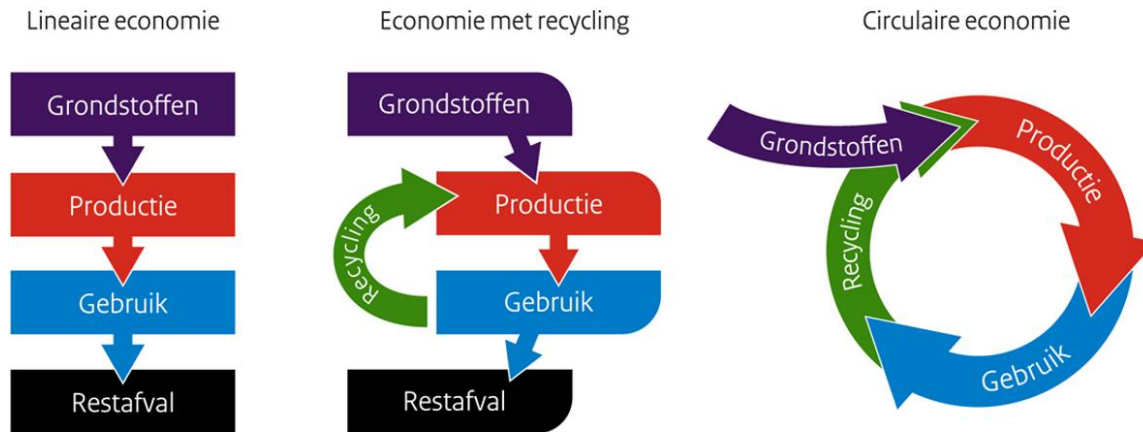 Lineaire economie
Grondstoffen
Productie
Gebruik
Restafval
Economie met recycling
Grondstoffen
Productie
Recycling
Gebruik
Restafval
Circulaire economie
Grondstoffen
Productie
Gebruik
Recycling